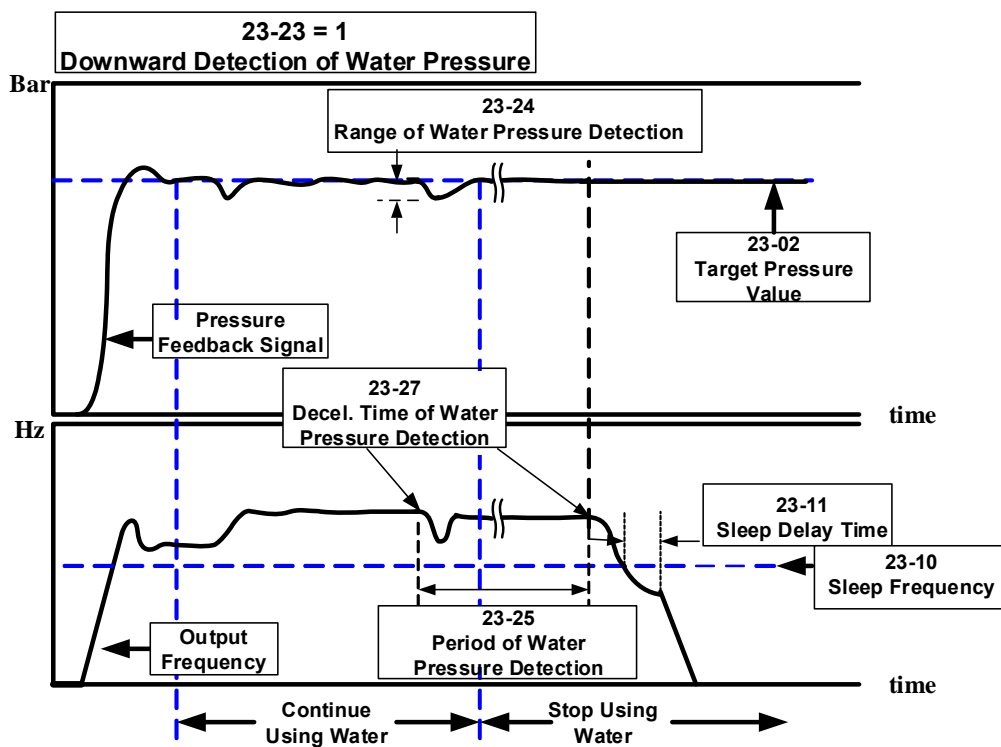 23-23 = 1
Downward Detection of Water Pressure
Bar
23-24
Range of Water Pressure Detection
23-02
Target Pressure
Value
Pressure
Feedback Signal
time
23-27
Decel. Time of Water
Pressure Detection
Hz
23-11
Sleep Delay Time
23-10
Sleep Frequency
23-25
Period of Water
Pressure Detection
Output
Frequency
time
Continue
Using Water
Stop Using
Water